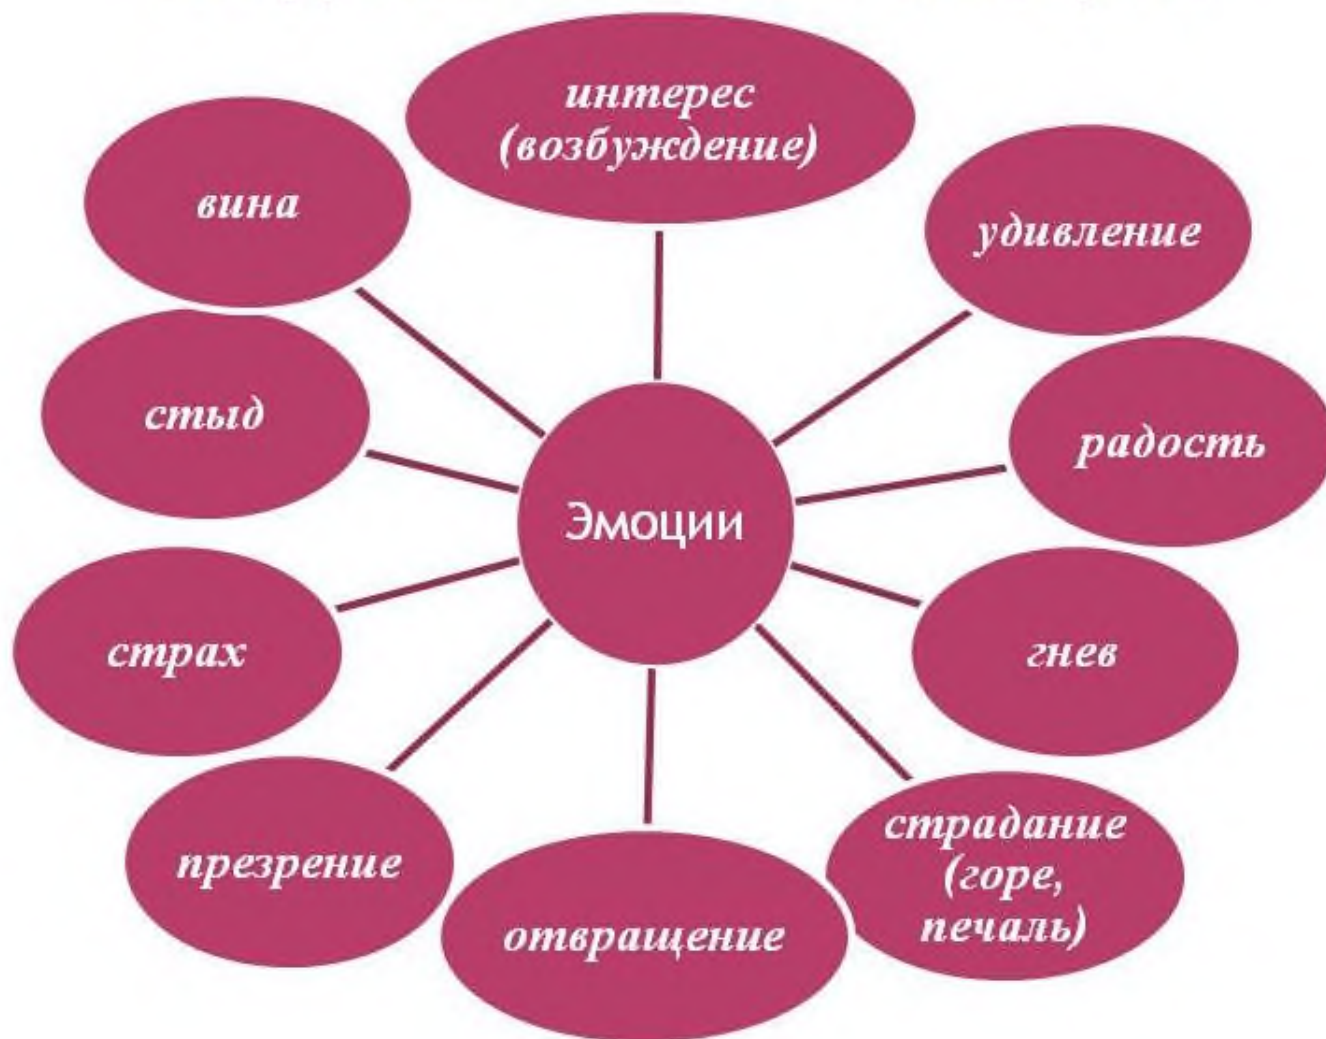 интерес
(возбуждение)
удивление
радость
гнев
страдание
(горе,
печаль)
отвращение
презрение
страх
стыд
вина
Эмоции